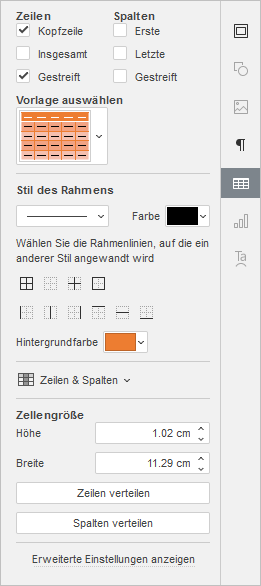 Zeilen Spalten
Kopfzeile Erste
Insgesamt Letzte
Gestreift Gestreift
Vorlage auswählen
Stil des Rahmens
Farbe
Wählen Sie die Rahmenlinien, auf die ein
anderer Stil angewandt wird
Hintergrundfarbe
Zeilen & Spalten
Zellengröße
Höhe 1.02 cm
Breite 11.29 cm
Zeilen verteilen
Spalten verteilen
Erweiterte Einstellungen anzeigen
Ta